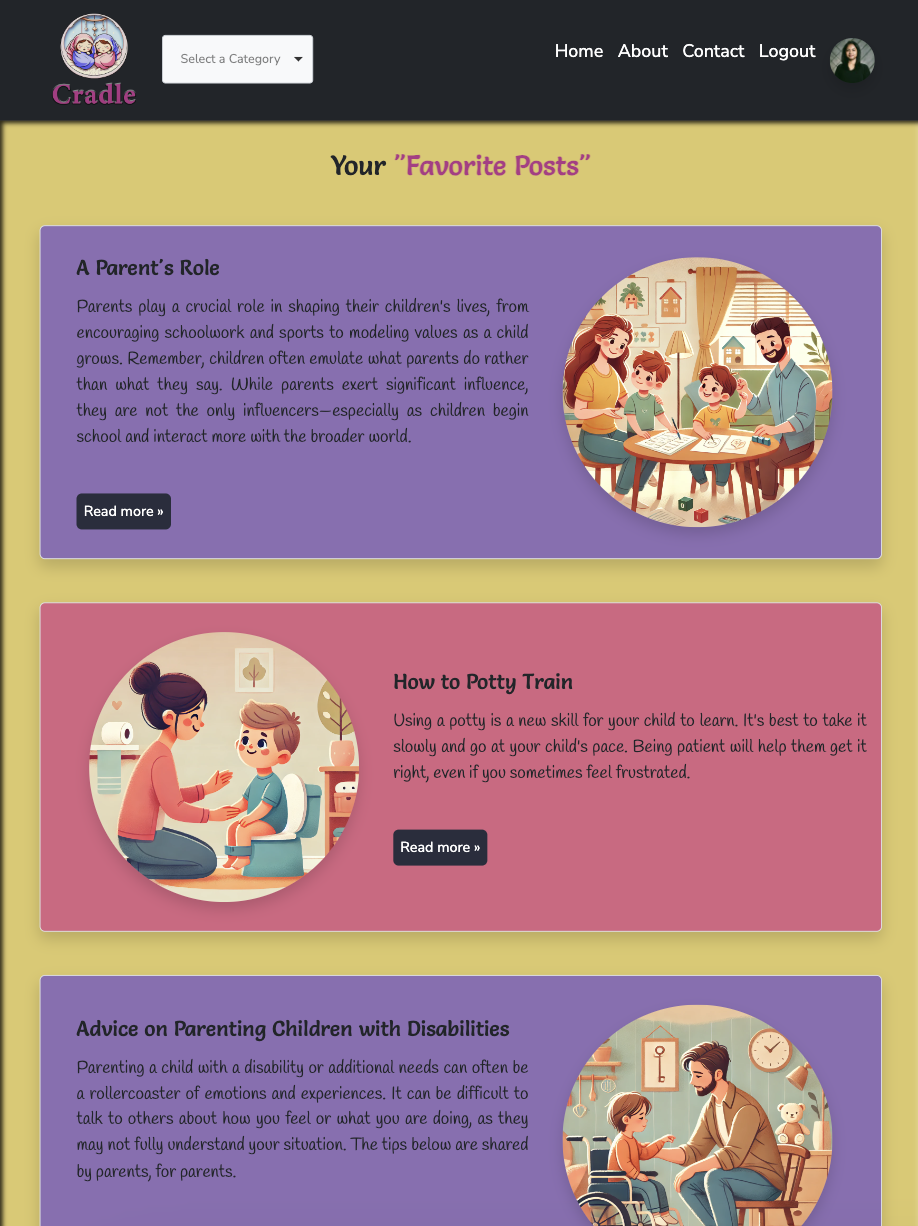 Cradle
Select a Category
Home About Contact Logout
Your "Favorite Posts"
A Parent's Role
Parents play a crucial role in shaping their children's lives, from
encouraging schoolwork and sports to modeling values as a child
grows. Remember, children often emulate what parents do rather
than what they say. While parents exert significant influence,
they are not the only influencers—especially as children begin
school and interact more with the broader world.
Read more »
How to Potty Train
Using a potty is a new skill for your child to learn. It's best to take it
slowly and go at your child's pace. Being patient will help them get it
right, even if you sometimes feel frustrated.
Read more »
Advice on Parenting Children with Disabilities
Parenting a child with a disability or additional needs can often be
a rollercoaster of emotions and experiences. It can be difficult to
talk to others about how you feel or what you are doing, as they
may not fully understand your situation. The tips below are shared
by parents, for parents.